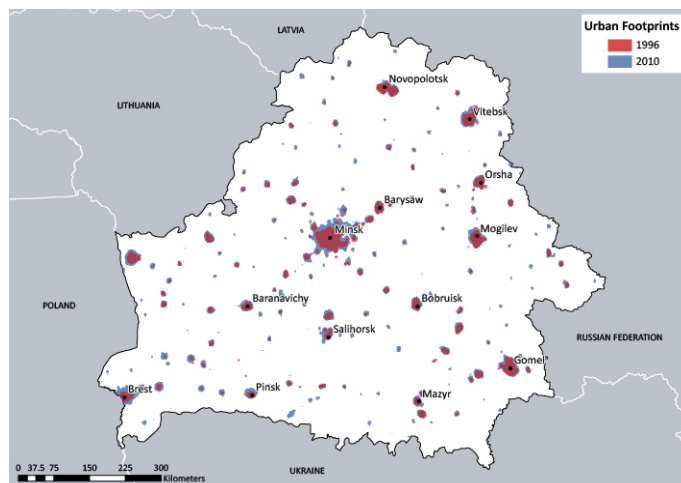 LATVIA
Urban Footprints
1996
2010
LITHUANIA
Novopolotsk
Vitebsk
Orsha
Barysäw
Minsk
Mogilev
POLAND
Baranavichy
Bobruisk
Salihorsk
RUSSIAN FEDERATION
Gomel'
Brest
Pinsk
Mazyr
0 37.5 75 150 225 300
Kilometers
UKRAINE